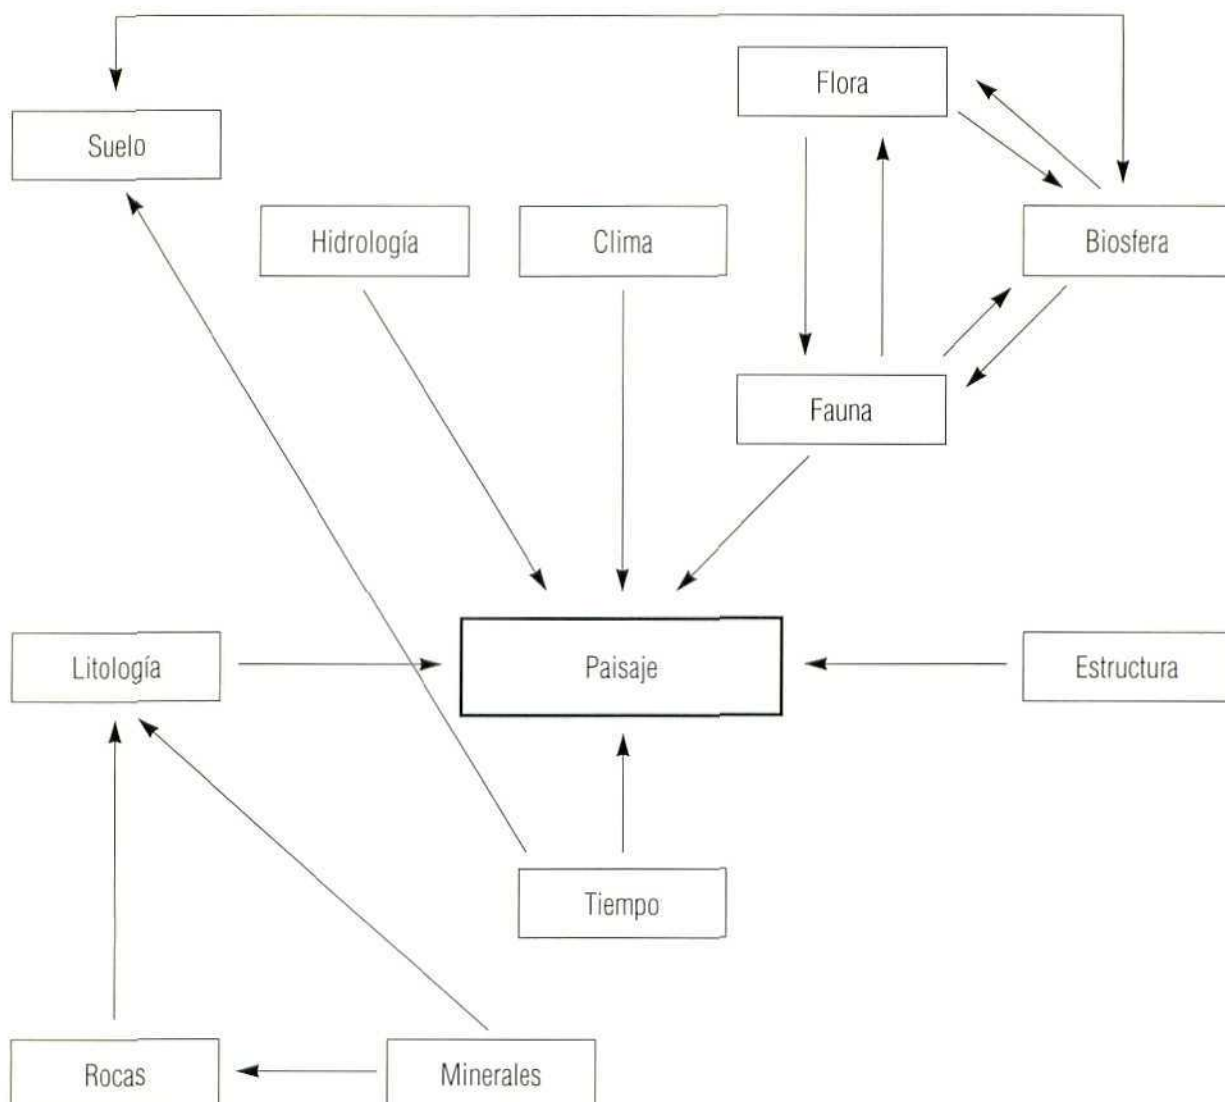 Flora
Suelo
Hidrología
Clima
Biosfera
Fauna
Litología
Paisaje
Estructura
Tiempo
Rocas
Minerales